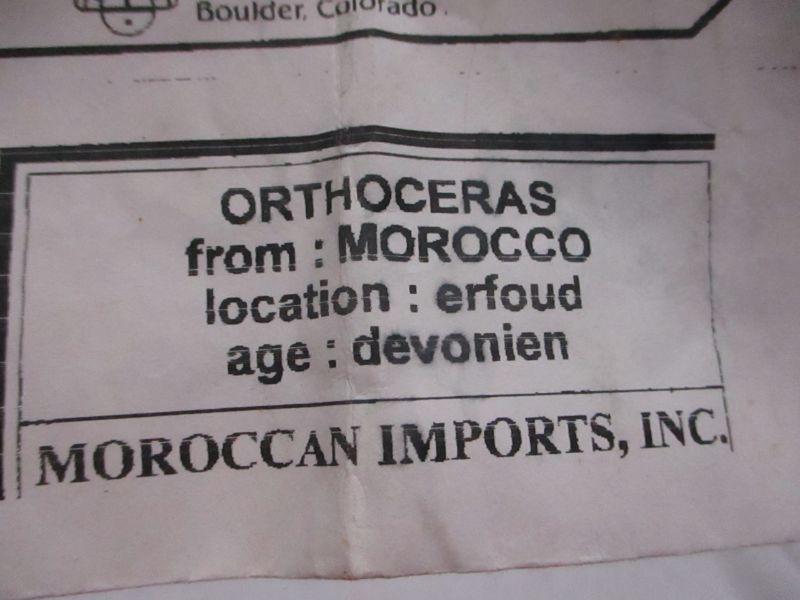 Boulder, Colorado.
ORTHOCERAS
from : MOROCCO
location : erfoud
age : devonien
MOROCCAN IMPORTS, INC.